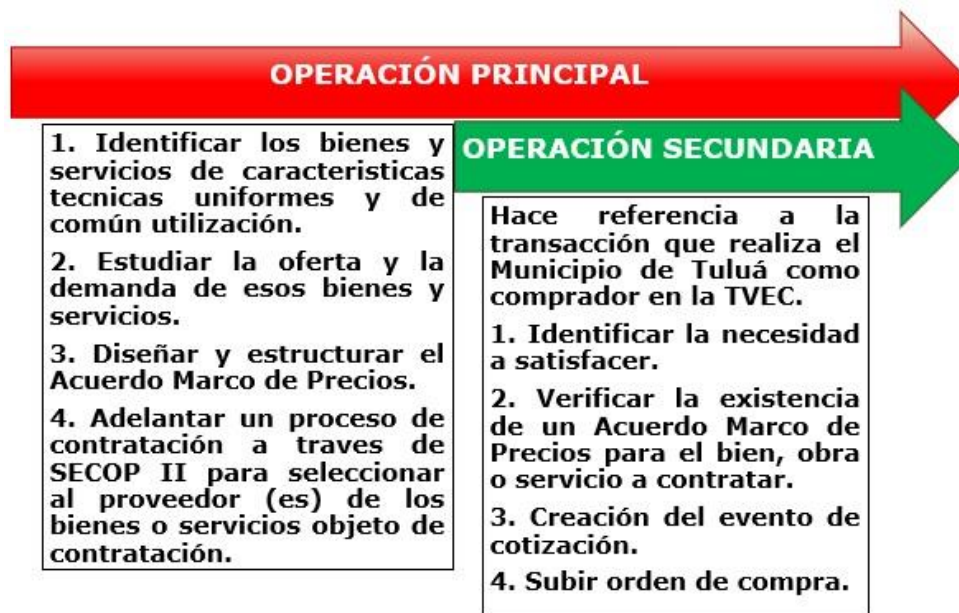 OPERACIÓN PRINCIPAL
1. Identificar los bienes y
servicios de caracteristicas
tecnicas uniformes y de
común utilización.
2. Estudiar la oferta y la
demanda de esos bienes y
servicios.
3. Diseñar y estructurar el
Acuerdo Marco de Precios.
4. Adelantar un proceso de
contratación a traves de
SECOP II para seleccionar
al proveedor (es) de los
bienes o servicios objeto de
contratación.
OPERACIÓN SECUNDARIA
Hace referencia a la
transacción que realiza el
Municipio de Tuluá como
comprador en la TVEC.
1. Identificar la necesidad
a satisfacer.
2. Verificar la existencia
de un Acuerdo Marco de
Precios para el bien, obra
o servicio a contratar.
3. Creación del evento de
cotización.
4. Subir orden de compra.